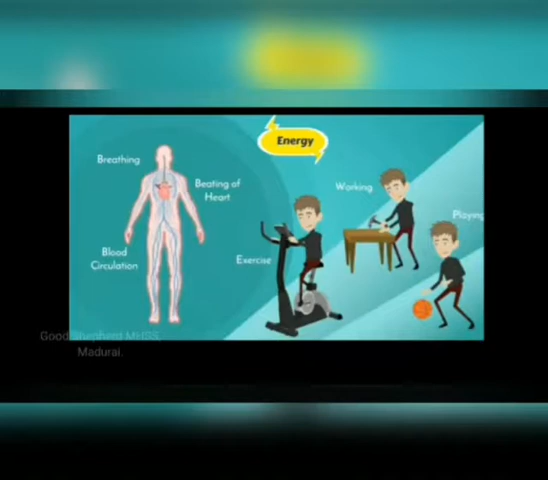 Energy
Breathing
Beating of
Heart
Blood
Circulation
Exercise
Working
Playing
Good Shepherd MHSS,
Madurai.